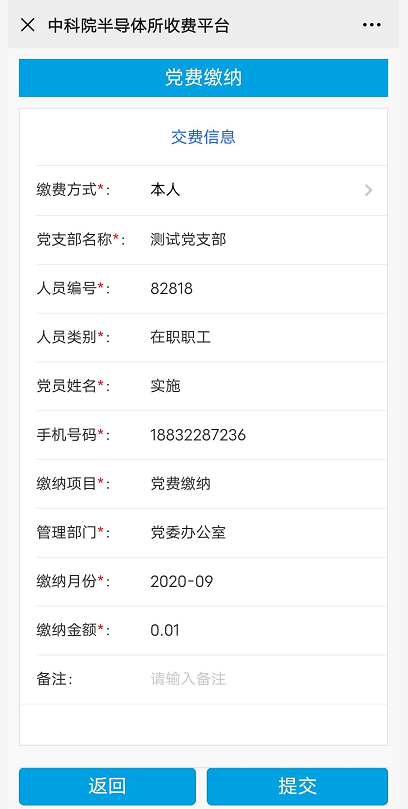 中科院半导体所收费平台
党费缴纳
交费信息
缴费方式*： 本人
党支部名称*： 测试党支部
人员编号*： 82818
人员类别*： 在职职工
党员姓名*： 实施
手机号码*： 18832287236
缴纳项目*： 党费缴纳
管理部门*： 党委办公室
缴纳月份*： 2020-09
缴纳金额*： 0.01
备注： 请输入备注
返回 提交